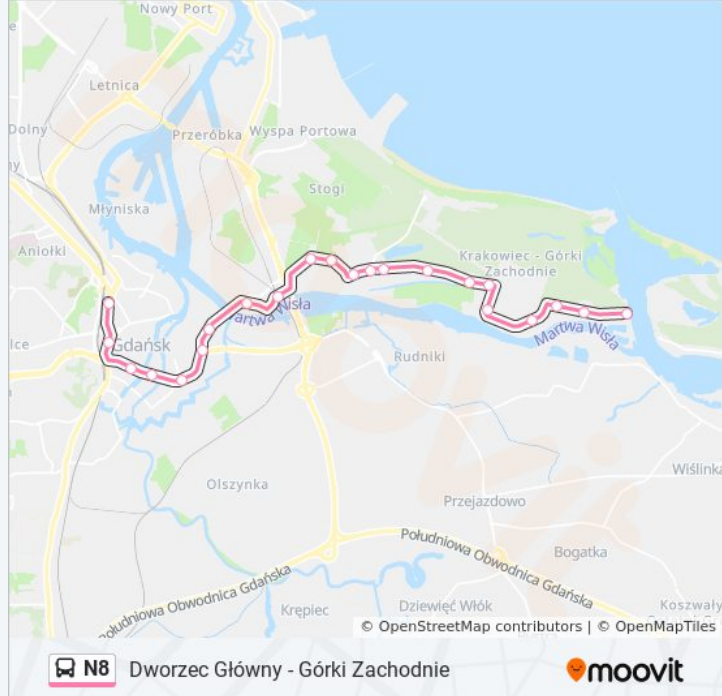 Nowy Port
Letnica
Dolny
Przeróbka
Wyspa Portowa
Stogi
Młyniska
Aniołki
Krakowiec - Górki
Zachodnie
artwa Wisła
Martwa Wisła
Gdańsk
Rudniki
Wiślinka
Olszynka
Przejazdowo
Południowa Obwodnica Gdańska
Bogatka
ołudniowa Obwodnica Gdańska
Krępiec
Dziewięć Włók
Koszwały
© OpenStreetMap contributors | © OpenMapTiles
N8 Dworzec Główny - Górki Zachodnie
moovit